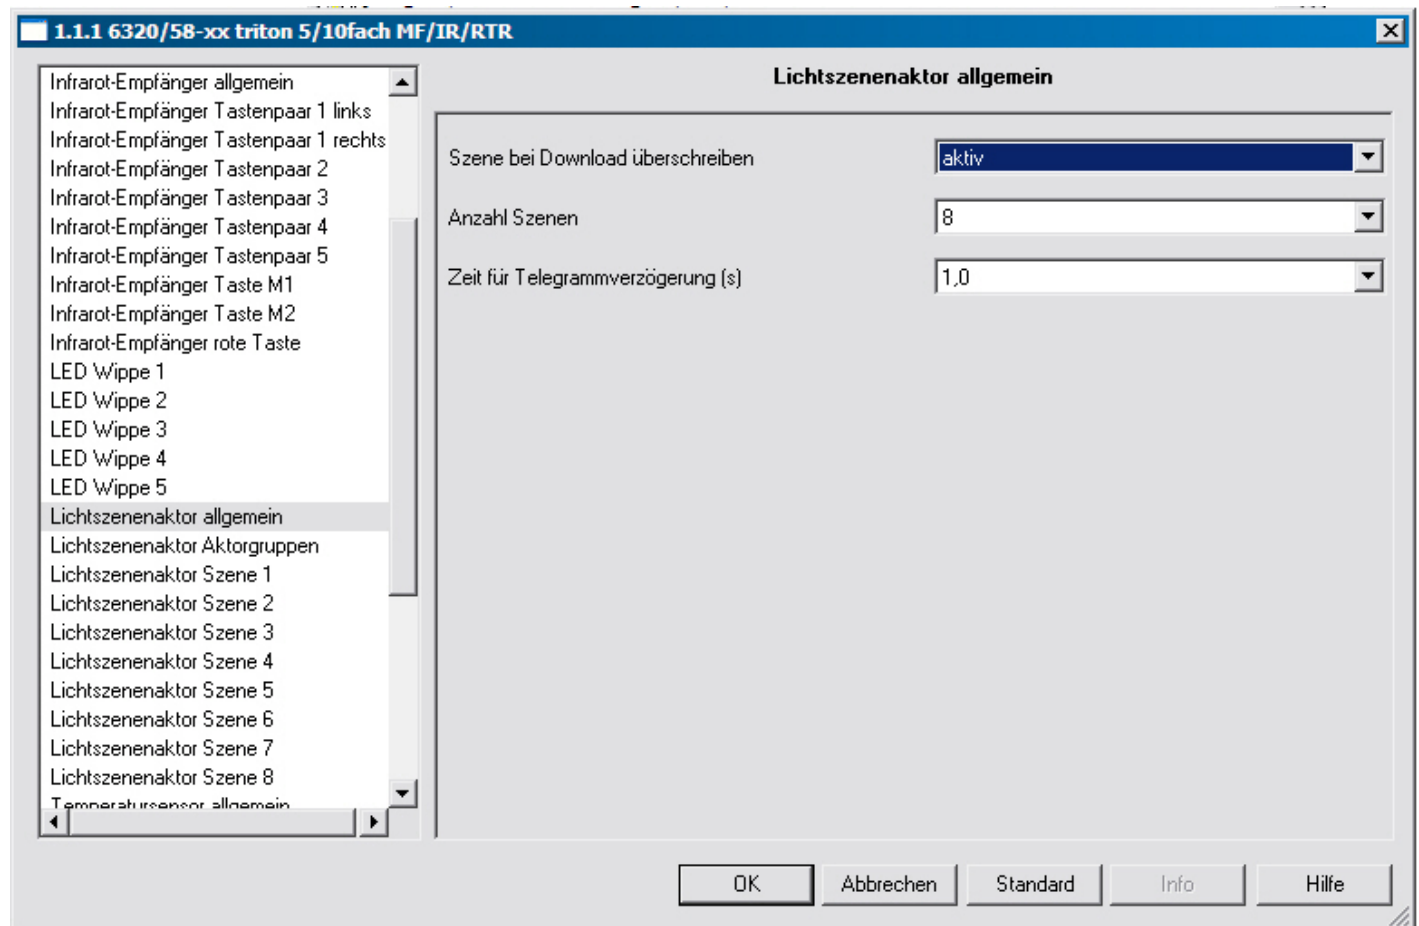 1.1.1 6320/58-xx triton 5/10fach MF/IR/RTR
Infrarot-Empfänger allgemein
Infrarot-Empfänger Tastenpaar 1 links
Infrarot-Empfänger Tastenpaar 1 rechts
Infrarot-Empfänger Tastenpaar 2
Infrarot-Empfänger Tastenpaar 3
Infrarot-Empfänger Tastenpaar 4
Infrarot-Empfänger Tastenpaar 5
Infrarot-Empfänger Taste M1
Infrarot-Empfänger Taste M2
Infrarot-Empfänger rote Taste
LED Wippe 1
LED Wippe 2
LED Wippe 3
LED Wippe 4
LED Wippe 5
Lichtszenenaktor allgemein
Lichtszenenaktor Aktorgruppen
Lichtszenenaktor Szene 1
Lichtszenenaktor Szene 2
Lichtszenenaktor Szene 3
Lichtszenenaktor Szene 4
Lichtszenenaktor Szene 5
Lichtszenenaktor Szene 6
Lichtszenenaktor Szene 7
Lichtszenenaktor Szene 8
Temperatursensor allgemein
Lichtszenenaktor allgemein
Szene bei Download überschreiben aktiv
Anzahl Szenen 8
Zeit für Telegrammverzögerung (s) 1,0
OK Abbrechen Standard Info Hilfe